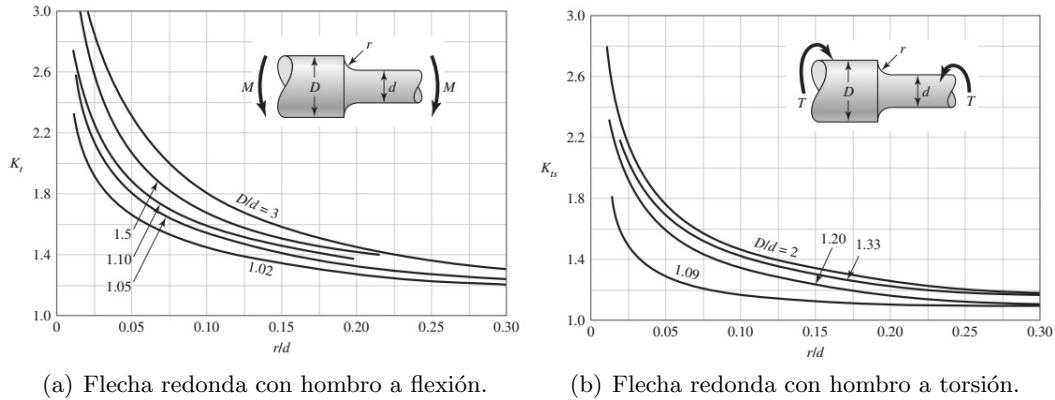 3.0
2.6
2.2
1.8
1.4
1.0
K_t
0
0.05
0.10
0.15
0.20
0.25
0.30
r/d
r
M
D
d
M
D/d = 3
1.5
1.10
1.05
1.02
(a) Flecha redonda con hombro a flexión.
3.0
2.6
2.2
1.8
1.4
1.0
K_ts
0
0.05
0.10
0.15
0.20
0.25
0.30
r/d
r
T
D
d
T
D/d = 2
1.20
1.33
1.09
(b) Flecha redonda con hombro a torsión.